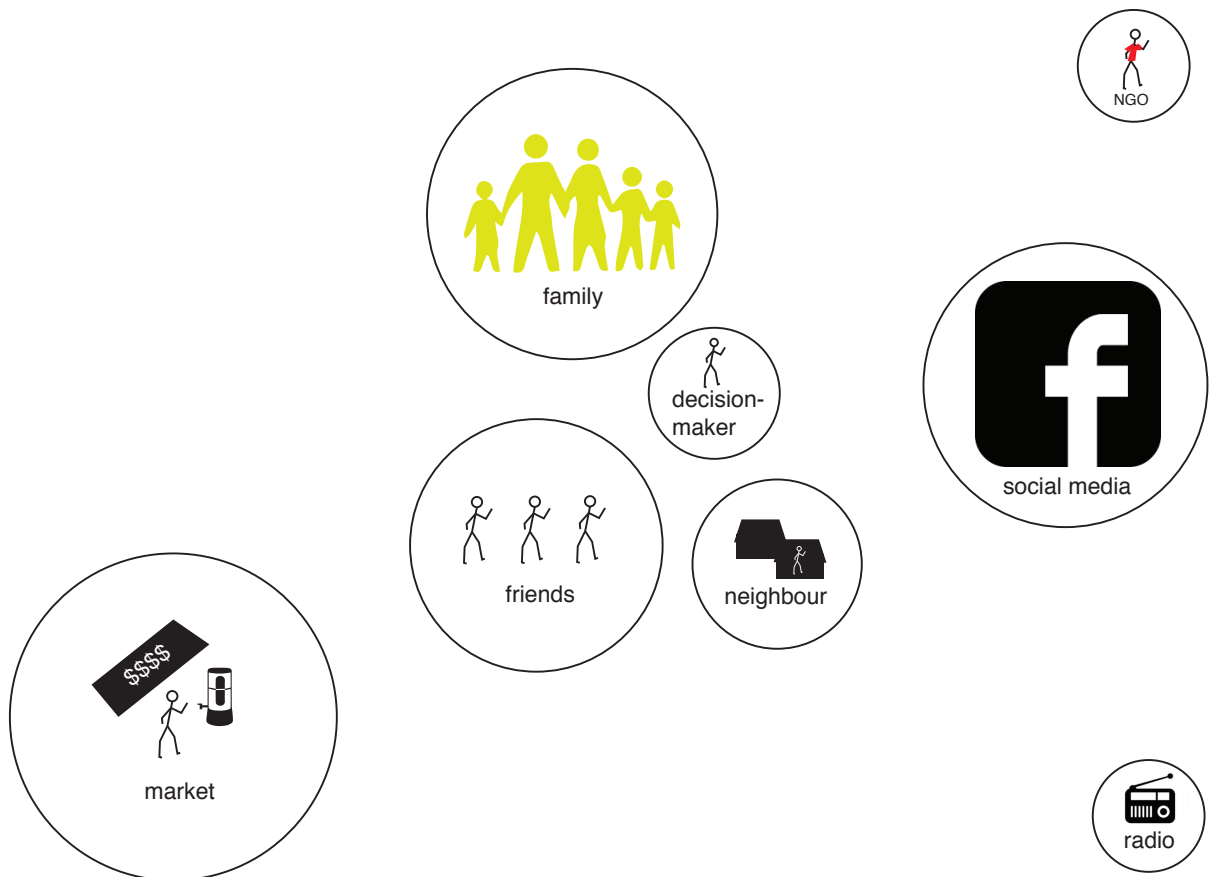 NGO
family
decision-
maker
social media
friends
neighbour
$$$$
market
radio